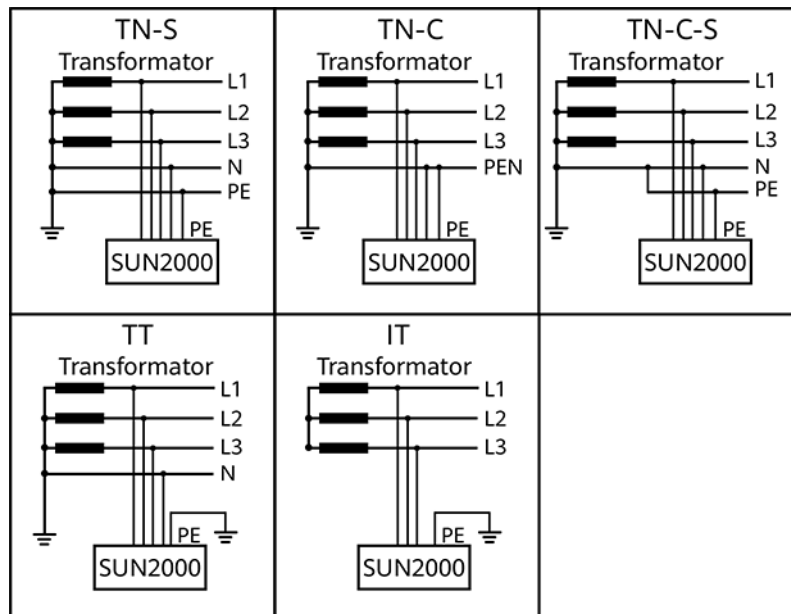 TN-S
Transformator
L1
L2
L3
N
PE
PE
SUN2000
TN-C
Transformator
L1
L2
L3
PEN
PE
SUN2000
TN-C-S
Transformator
L1
L2
L3
N
PE
PE
SUN2000
TT
Transformator
L1
L2
L3
N
PE
SUN2000
IT
Transformator
L1
L2
L3
PE
SUN2000